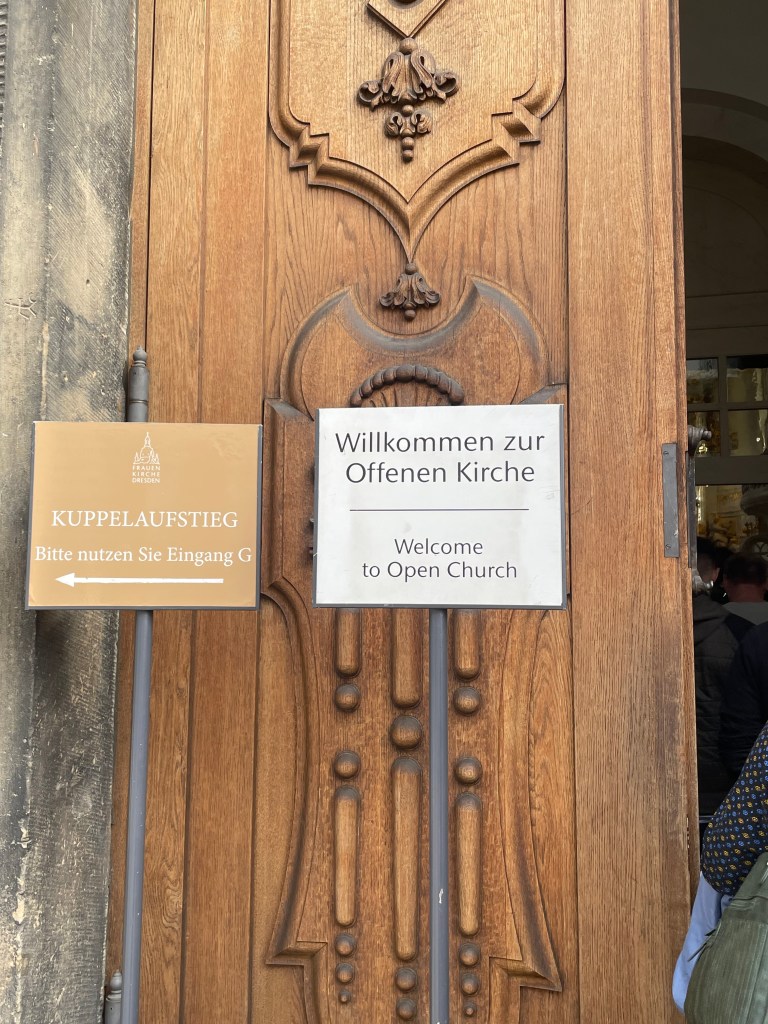 FRAUEN
KIRCHE
DRESDEN
KUPPELAUFSTIEG
Bitte nutzen Sie Eingang G
Willkommen zur
Offenen Kirche
Welcome
to Open Church